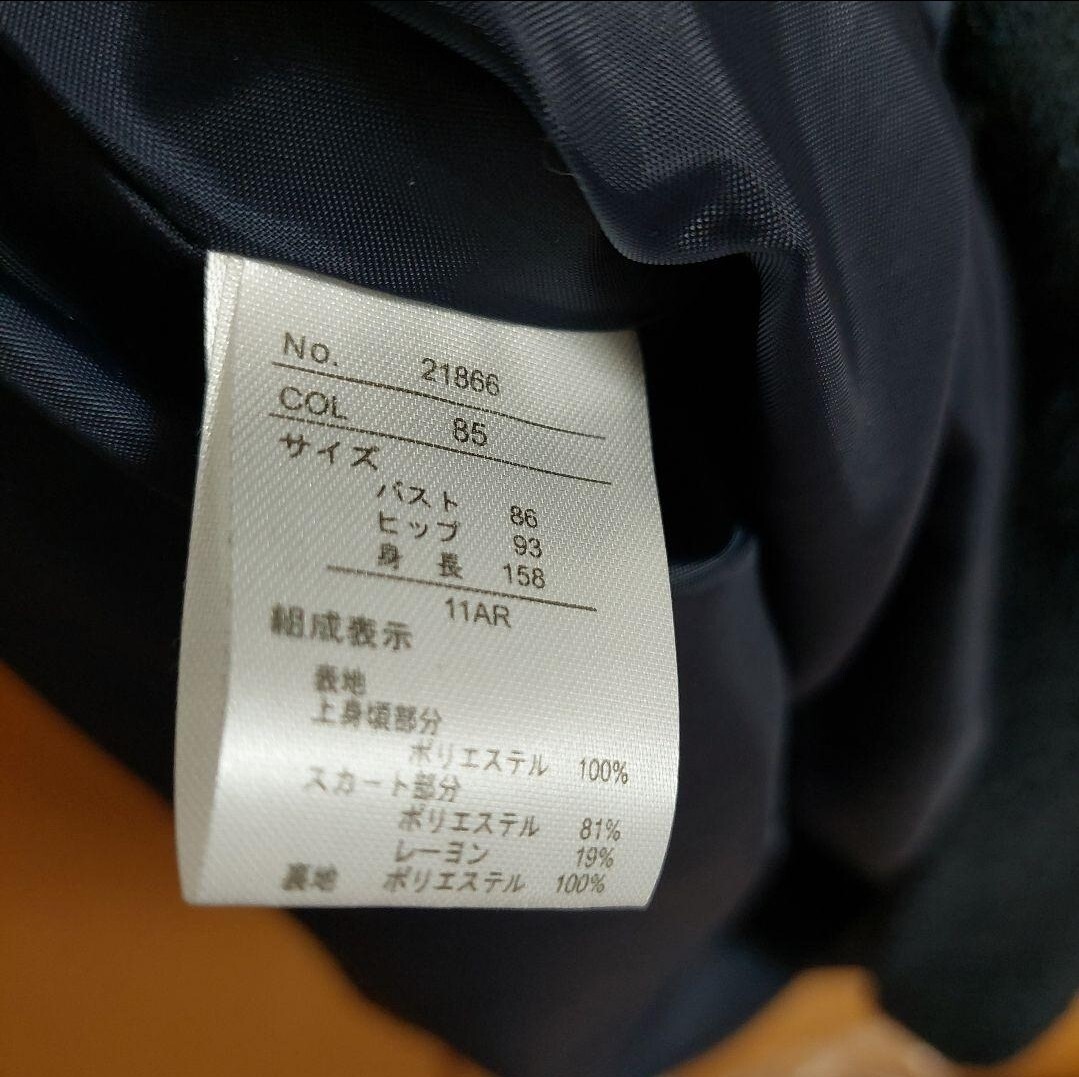 No. 21866
COL 85
サイズ
バスト 86
ヒップ 93
身 長 158
11AR
組成表示
表地
上身頃部分
ポリエステル 100%
スカート部分
ポリエステル 81%
レーヨン 19%
裏地 ポリエステル 100%